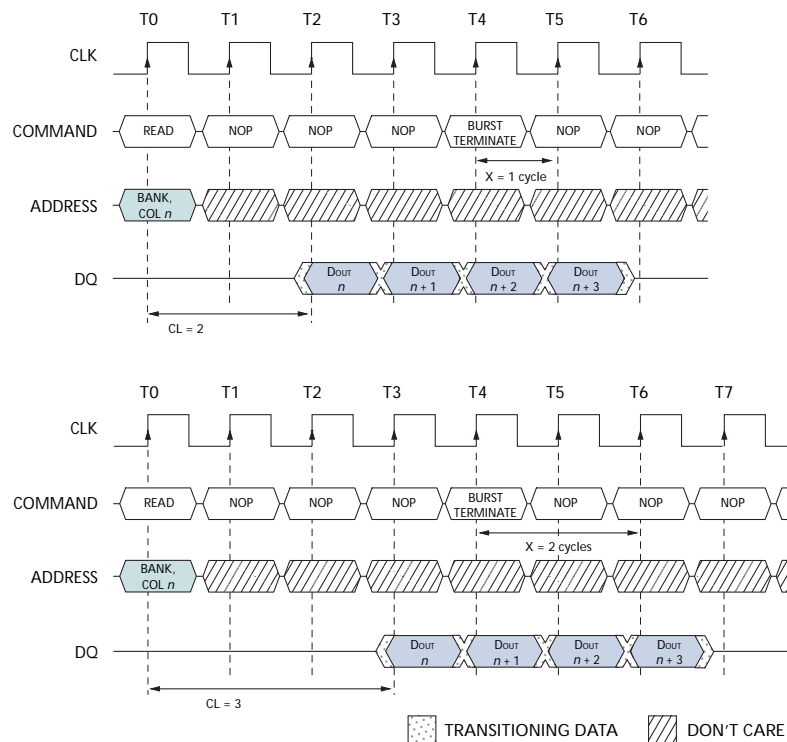 T0 T1 T2 T3 T4 T5 T6
CLK
COMMAND READ NOP NOP NOP BURST TERMINATE NOP NOP
X = 1 cycle
ADDRESS BANK, COL n
DQ DOUT n DOUT n + 1 DOUT n + 2 DOUT n + 3
CL = 2
T0 T1 T2 T3 T4 T5 T6 T7
CLK
COMMAND READ NOP NOP NOP BURST TERMINATE NOP NOP NOP
X = 2 cycles
ADDRESS BANK, COL n
DQ DOUT n DOUT n + 1 DOUT n + 2 DOUT n + 3
CL = 3
TRANSITIONING DATA DON'T CARE